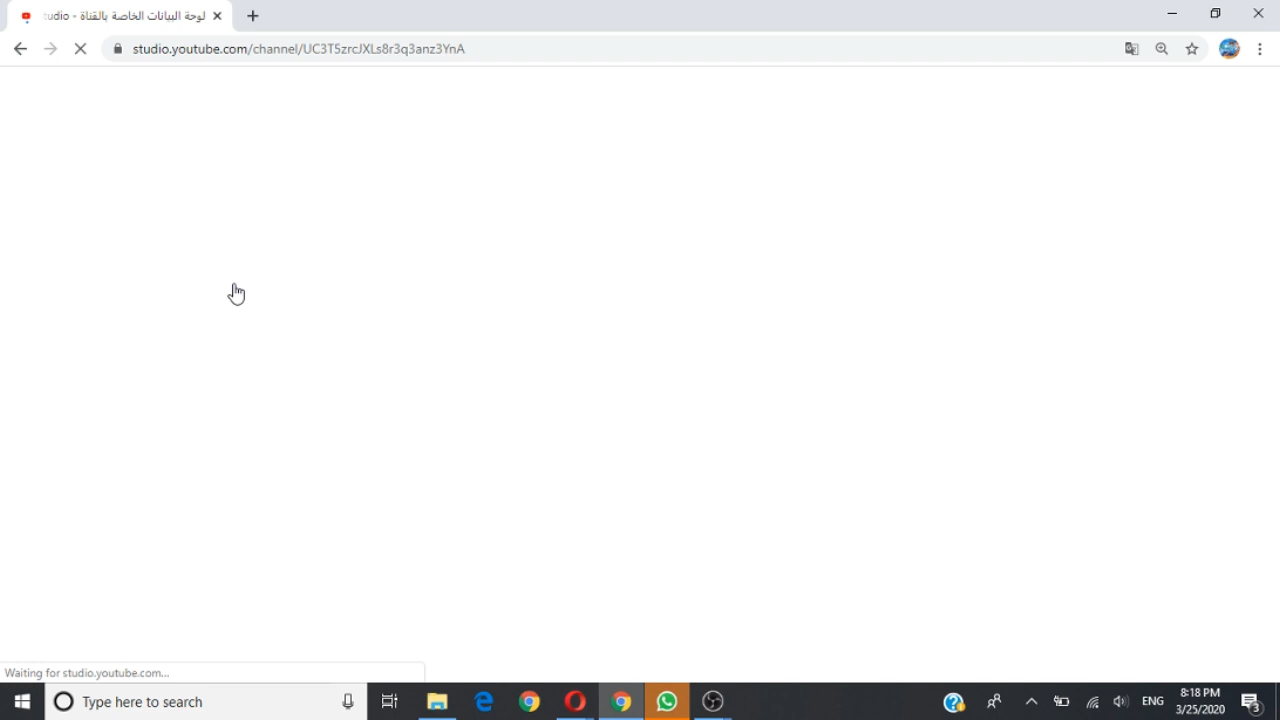 لوحة البيانات الخاصة بالقناة - tudio
studio.youtube.com/channel/UC3T5zrcJXLs8r3q3anz3YnA
Waiting for studio.youtube.com...
Type here to search
ENG
8:18 PM
3/25/2020
3